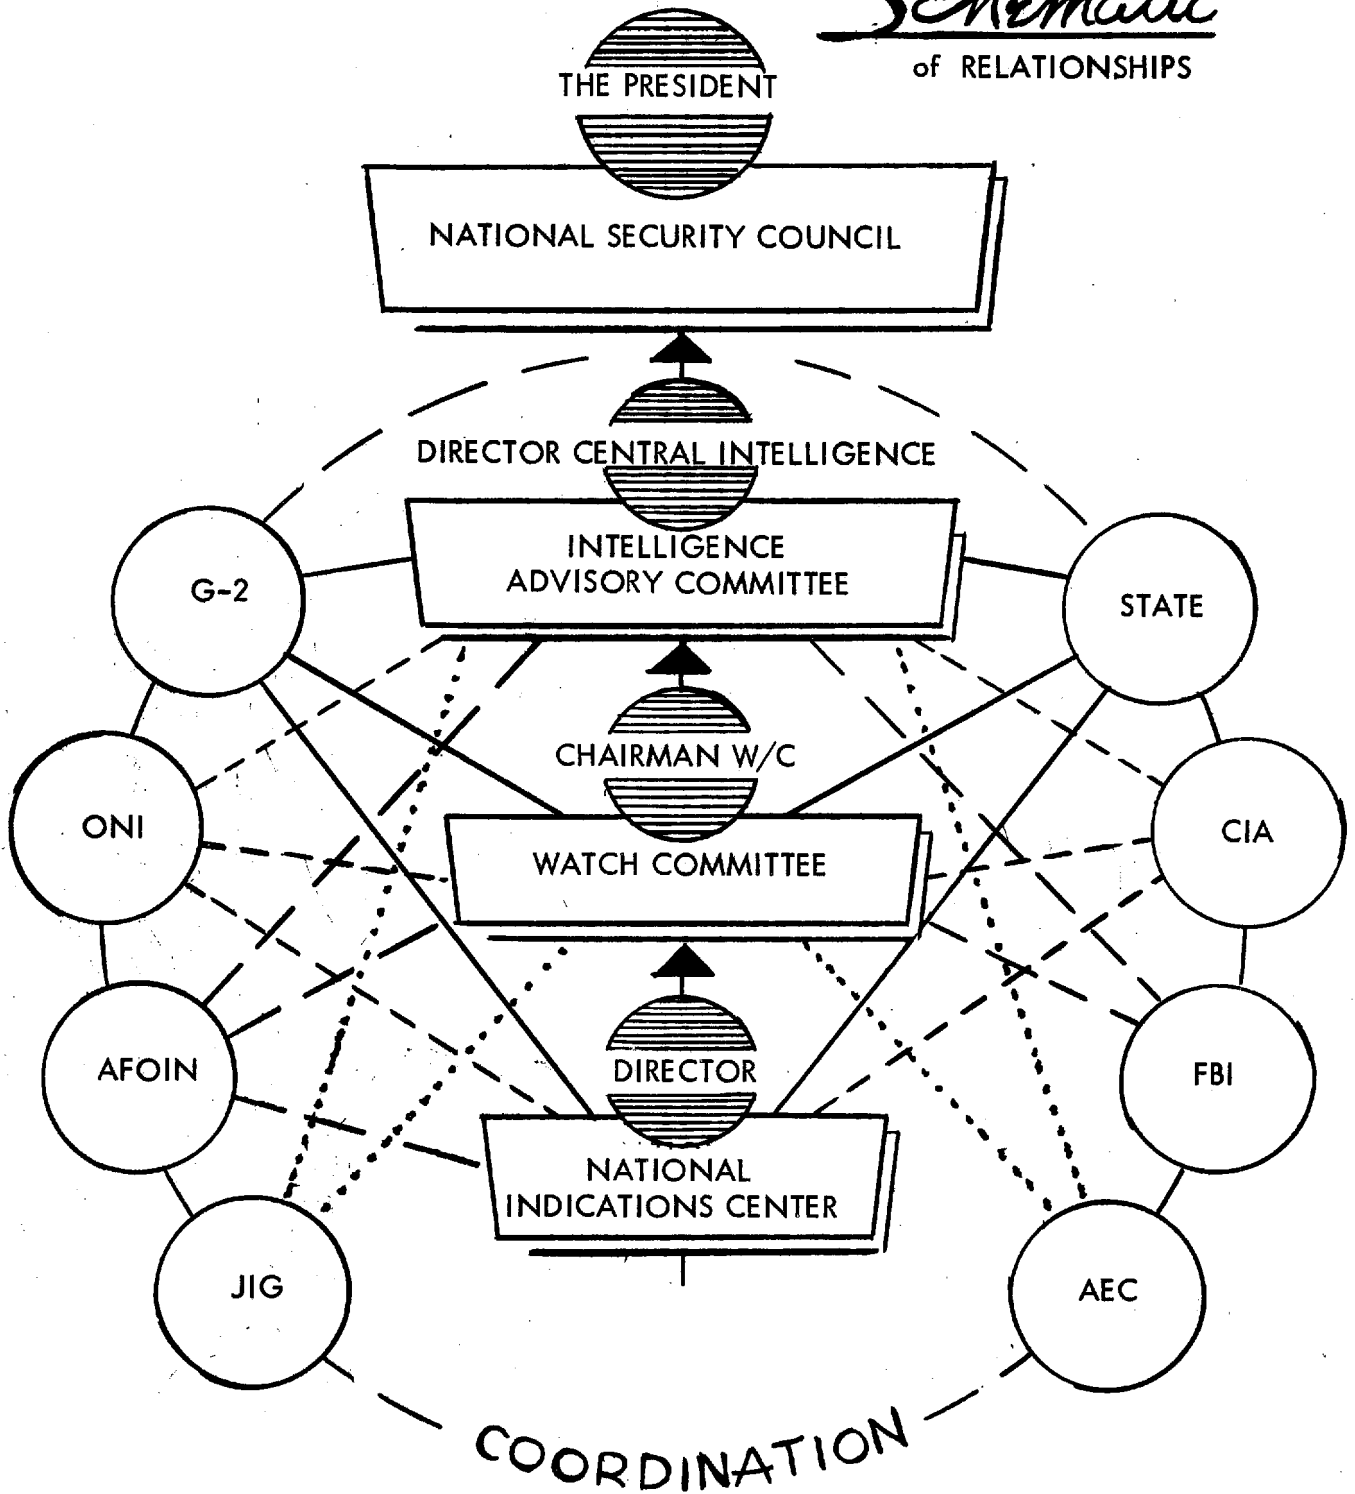 Schematic
of RELATIONSHIPS
THE PRESIDENT
NATIONAL SECURITY COUNCIL
DIRECTOR CENTRAL INTELLIGENCE
INTELLIGENCE
ADVISORY COMMITTEE
G-2
STATE
CHAIRMAN W/C
ONI
CIA
WATCH COMMITTEE
AFOIN
DIRECTOR
FBI
NATIONAL
INDICATIONS CENTER
JIG
AEC
COORDINATION